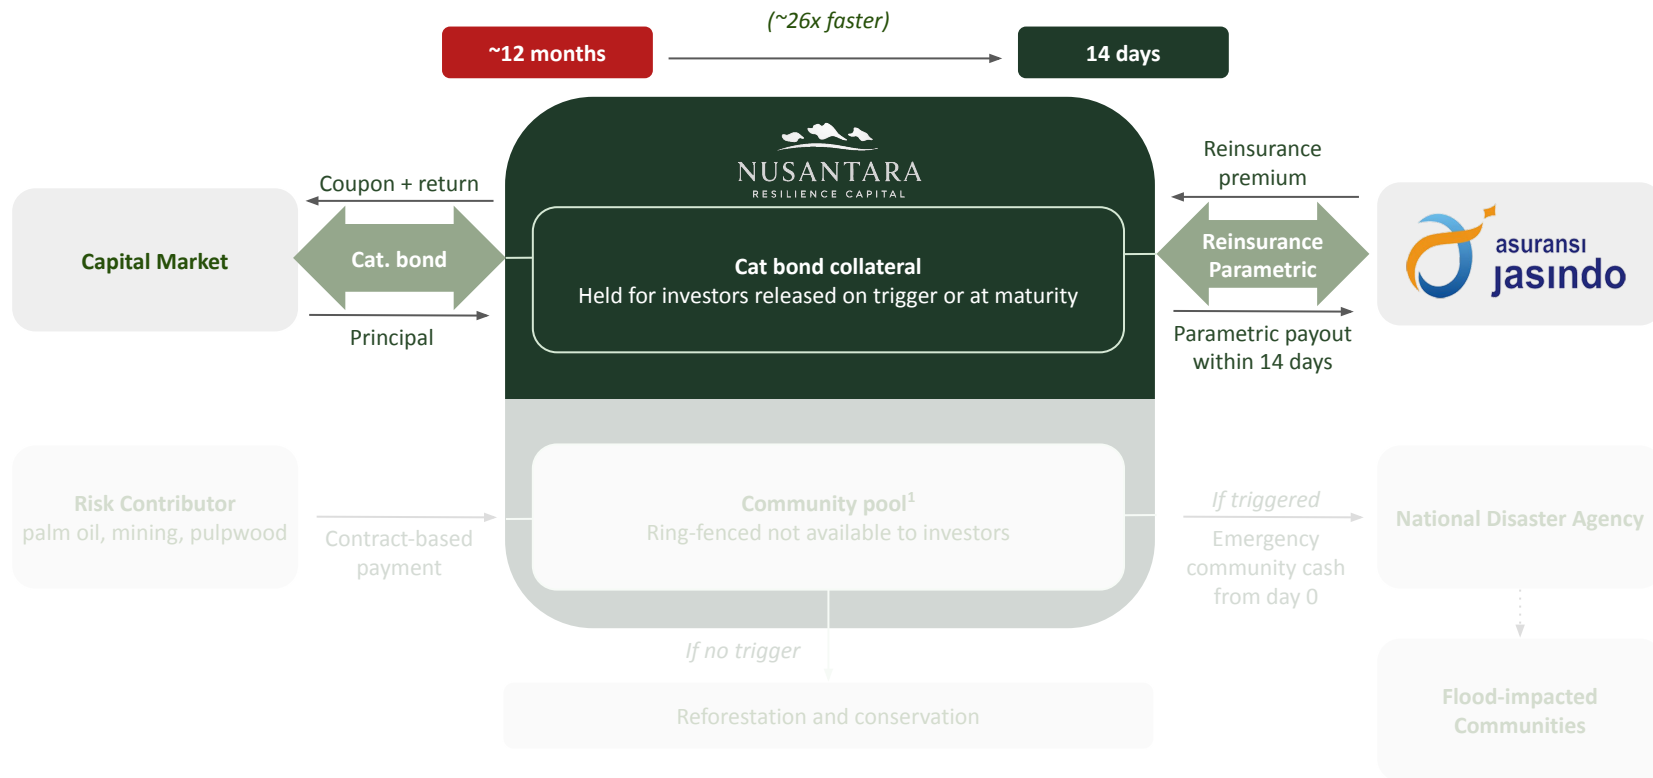 (~26x faster)
~12 months
14 days
NUSANTARA
RESILIENCE CAPITAL
Coupon + return
Capital Market
Cat. bond
Principal
Cat bond collateral
Held for investors released on trigger or at maturity
Reinsurance
premium
Reinsurance
Parametric
Parametric payout
within 14 days
asuransı
jasındo
Risk Contributor
palm oil, mining, pulpwood
Contract-based
payment
Community pool¹
Ring-fenced not available to investors
If triggered
Emergency
community cash
from day 0
National Disaster Agency
If no trigger
Reforestation and conservation
Flood-impacted
Communities